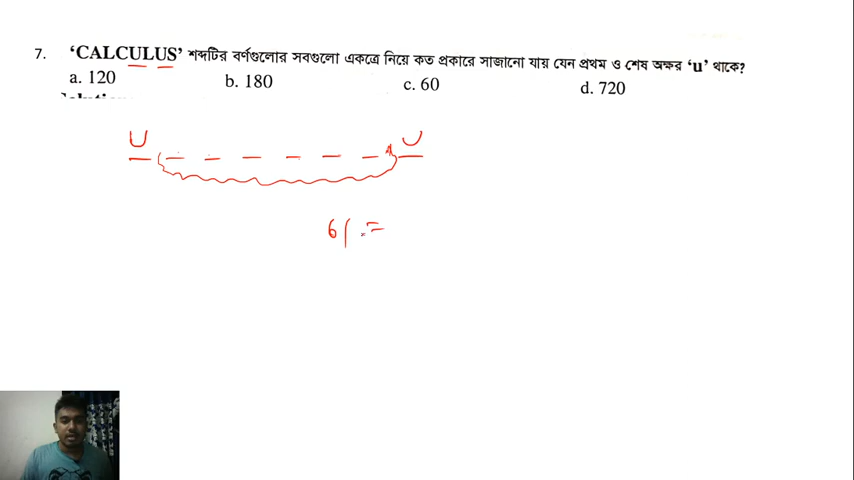 7. 'CALCULUS' শব্দটির বর্ণগুলোর সবগুলো একত্রে নিয়ে কত প্রকারে সাজানো যায় যেন প্রথম ও শেষ অক্ষর 'u' থাকে?
a. 120 b. 180 c. 60 d. 720
U U
6! =